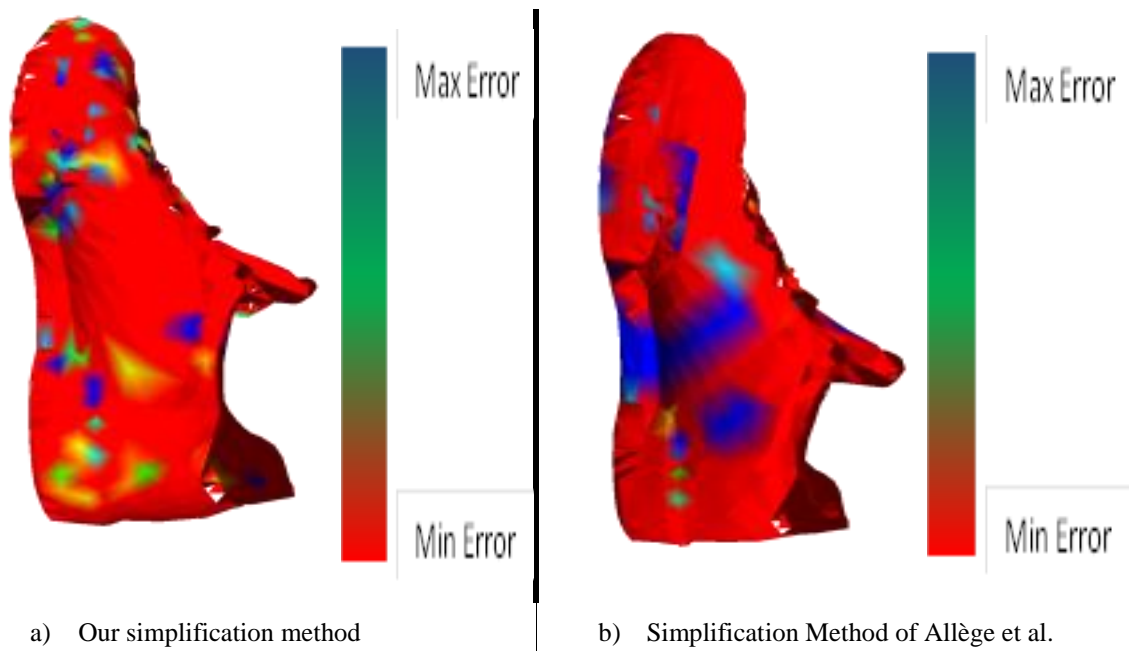 Max Error
Max Error
Min Error
Min Error
a) Our simplification method
b) Simplification Method of Allège et al.